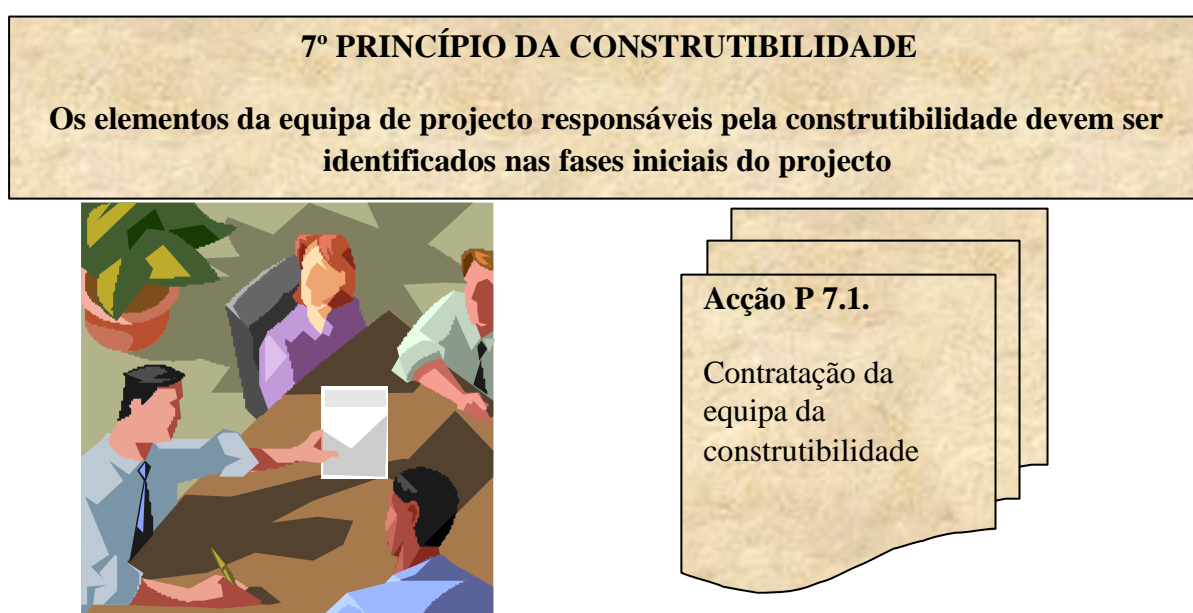 7º PRINCÍPIO DA CONSTRUTIBILIDADE
Os elementos da equipa de projecto responsáveis pela construtibilidade devem ser
identificados nas fases iniciais do projecto
Acção P 7.1.
Contratação da
equipa da
construtibilidade